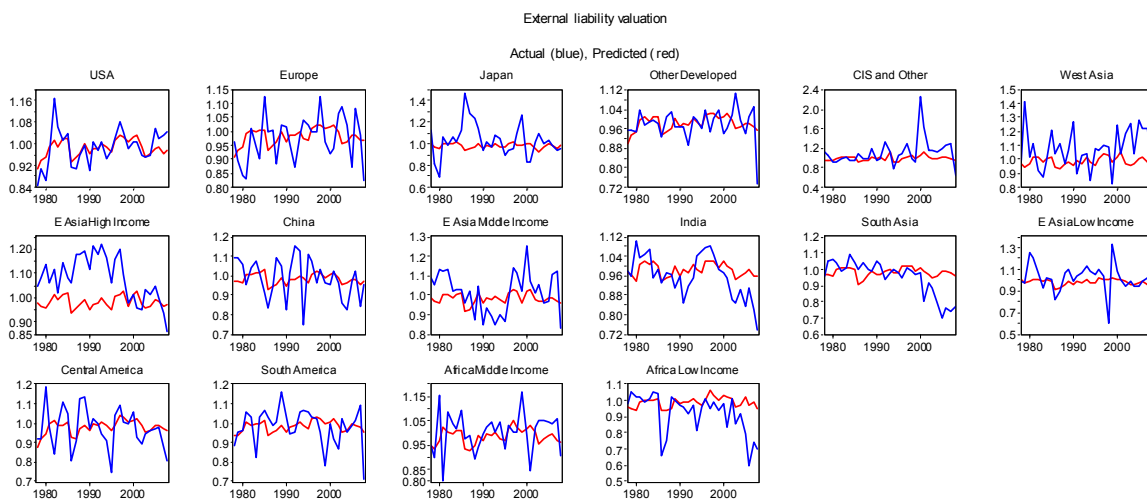 External liability valuation
Actual (blue), Predicted (red)
USA
1.16
1.08
1.00
0.92
0.84
1980 1990 2000
Europe
1.15
1.10
1.05
1.00
0.95
0.90
0.85
0.80
1980 1990 2000
Japan
1.4
1.2
1.0
0.8
0.6
1980 1990 2000
Other Developed
1.12
1.04
0.96
0.88
0.80
0.72
1980 1990 2000
CIS and Other
2.4
2.0
1.6
1.2
0.8
0.4
1980 1990 2000
West Asia
1.5
1.4
1.3
1.2
1.1
1.0
0.9
0.8
1980 1990 2000
E Asia High Income
1.20
1.10
1.00
0.90
0.85
1980 1990 2000
China
1.2
1.1
1.0
0.9
0.8
0.7
1980 1990 2000
E Asia Middle Income
1.3
1.2
1.1
1.0
0.9
0.8
1980 1990 2000
India
1.12
1.04
0.96
0.88
0.80
0.72
1980 1990 2000
South Asia
1.2
1.1
1.0
0.9
0.8
0.7
0.6
1980 1990 2000
E Asia Low Income
1.4
1.3
1.1
0.9
0.7
0.5
1980 1990 2000
Central America
1.2
1.1
1.0
0.9
0.8
0.7
1980 1990 2000
South America
1.2
1.1
1.0
0.9
0.8
0.7
1980 1990 2000
Africa Middle Income
1.15
1.05
0.95
0.90
0.80
1980 1990 2000
Africa Low Income
1.1
1.0
0.9
0.8
0.7
0.6
0.5
1980 1990 2000